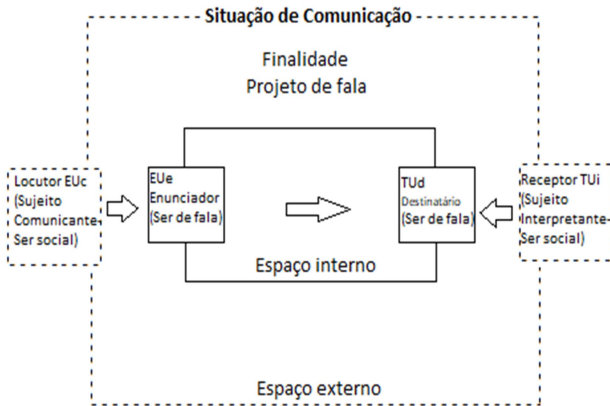 Situação de Comunicação
Finalidade
Projeto de fala
Locutor EUc
(Sujeito
Comunicante-
Ser social)
EUe
Enunciador
(Ser de fala)
TUd
Destinatário
(Ser de fala)
Receptor TUi
(Sujeito
Interpretante-
Ser social)
Espaço interno
Espaço externo